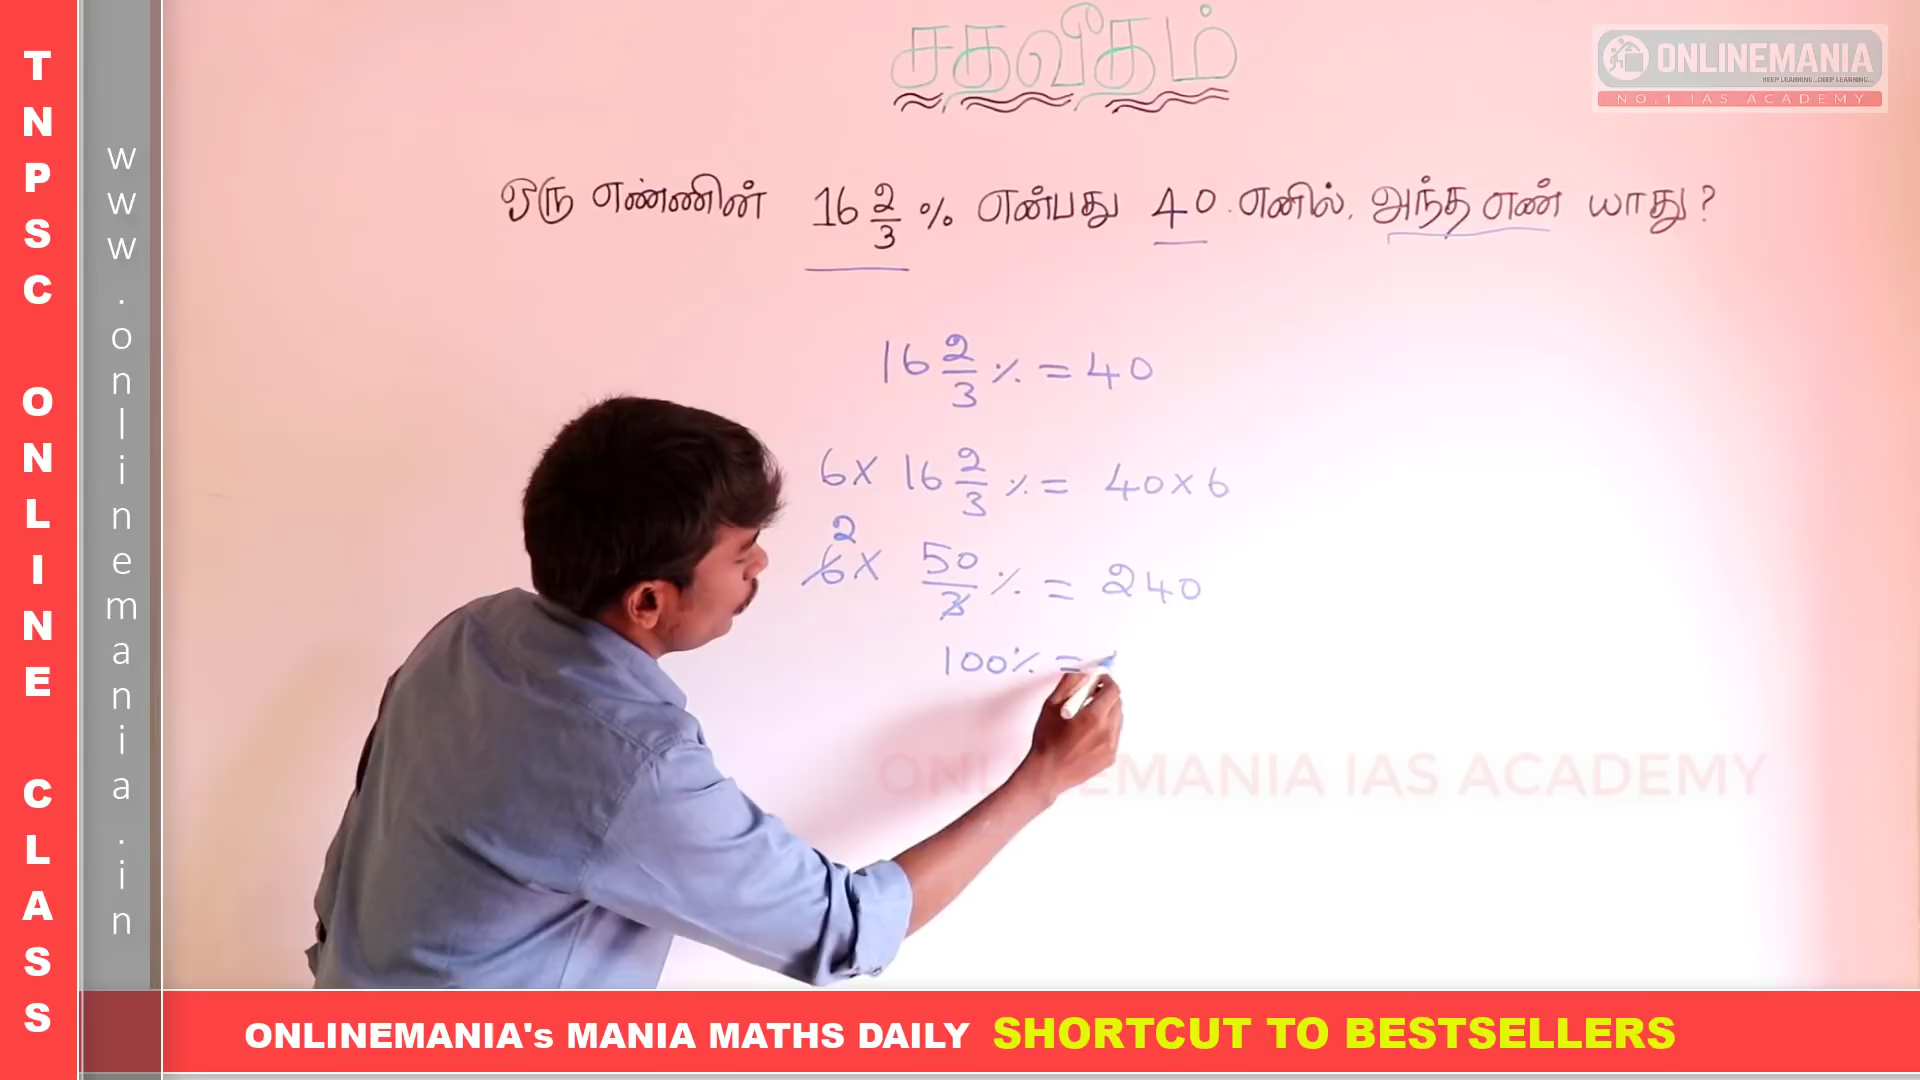 TNPSC ONLINE CLASS
www.onlinemania.in
சதவீதம்
ONLINEMANIA
KEEP LEARNING...DEEP LEARNING...
NO.1 IAS ACADEMY
ஒரு எண்ணின் 16 2/3 % என்பது 40 எனில், அந்த எண் யாது?
16 2/3 % = 40
6 x 16 2/3 % = 40 x 6
2
6 x 50/3 % = 240
100% =
ONLINEMANIA IAS ACADEMY
ONLINEMANIA's MANIA MATHS DAILY SHORTCUT TO BESTSELLERS